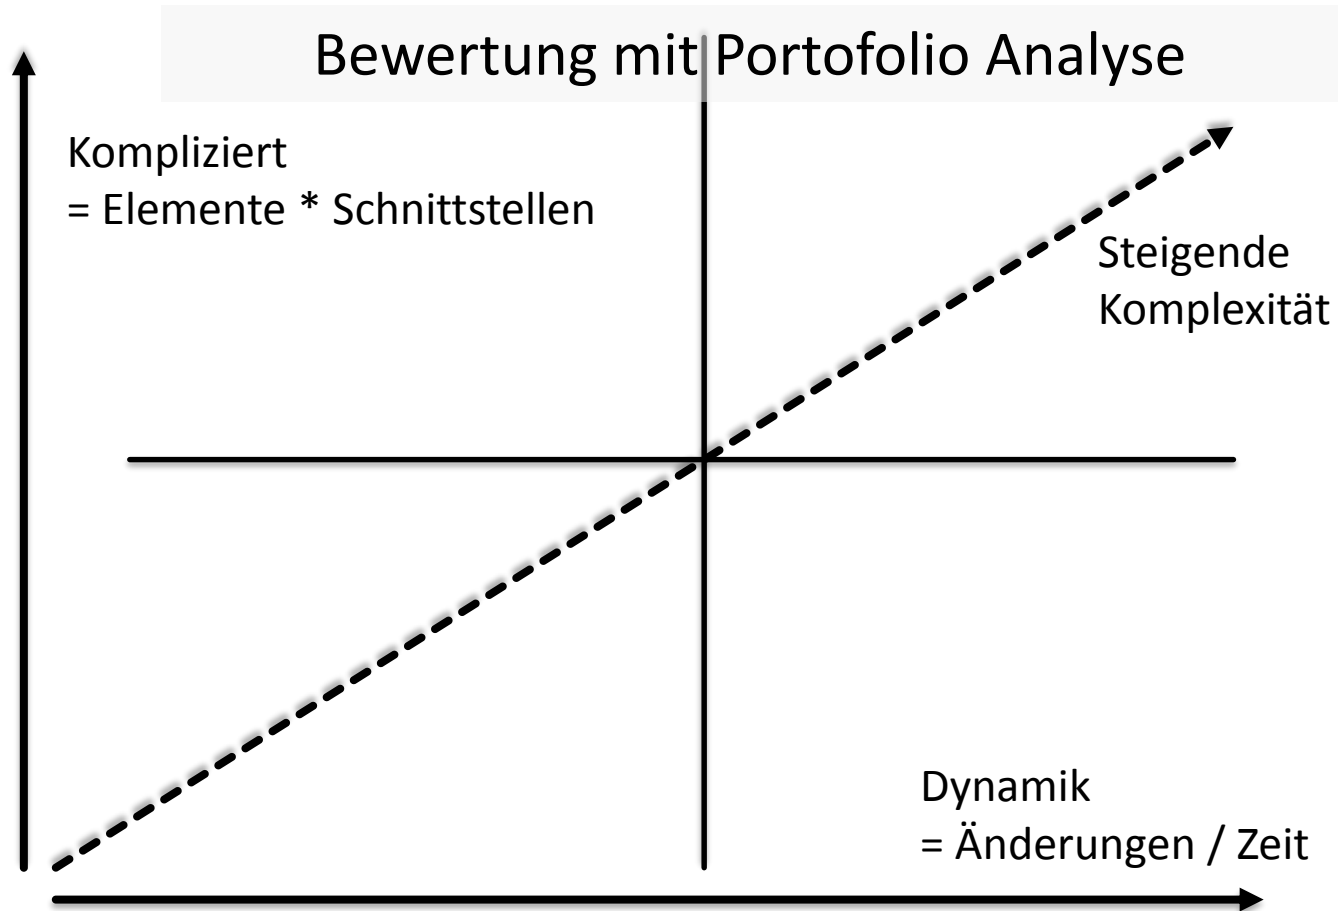 Bewertung mit Portofolio Analyse
Kompliziert
= Elemente * Schnittstellen
Steigende
Komplexität
Dynamik
= Änderungen / Zeit